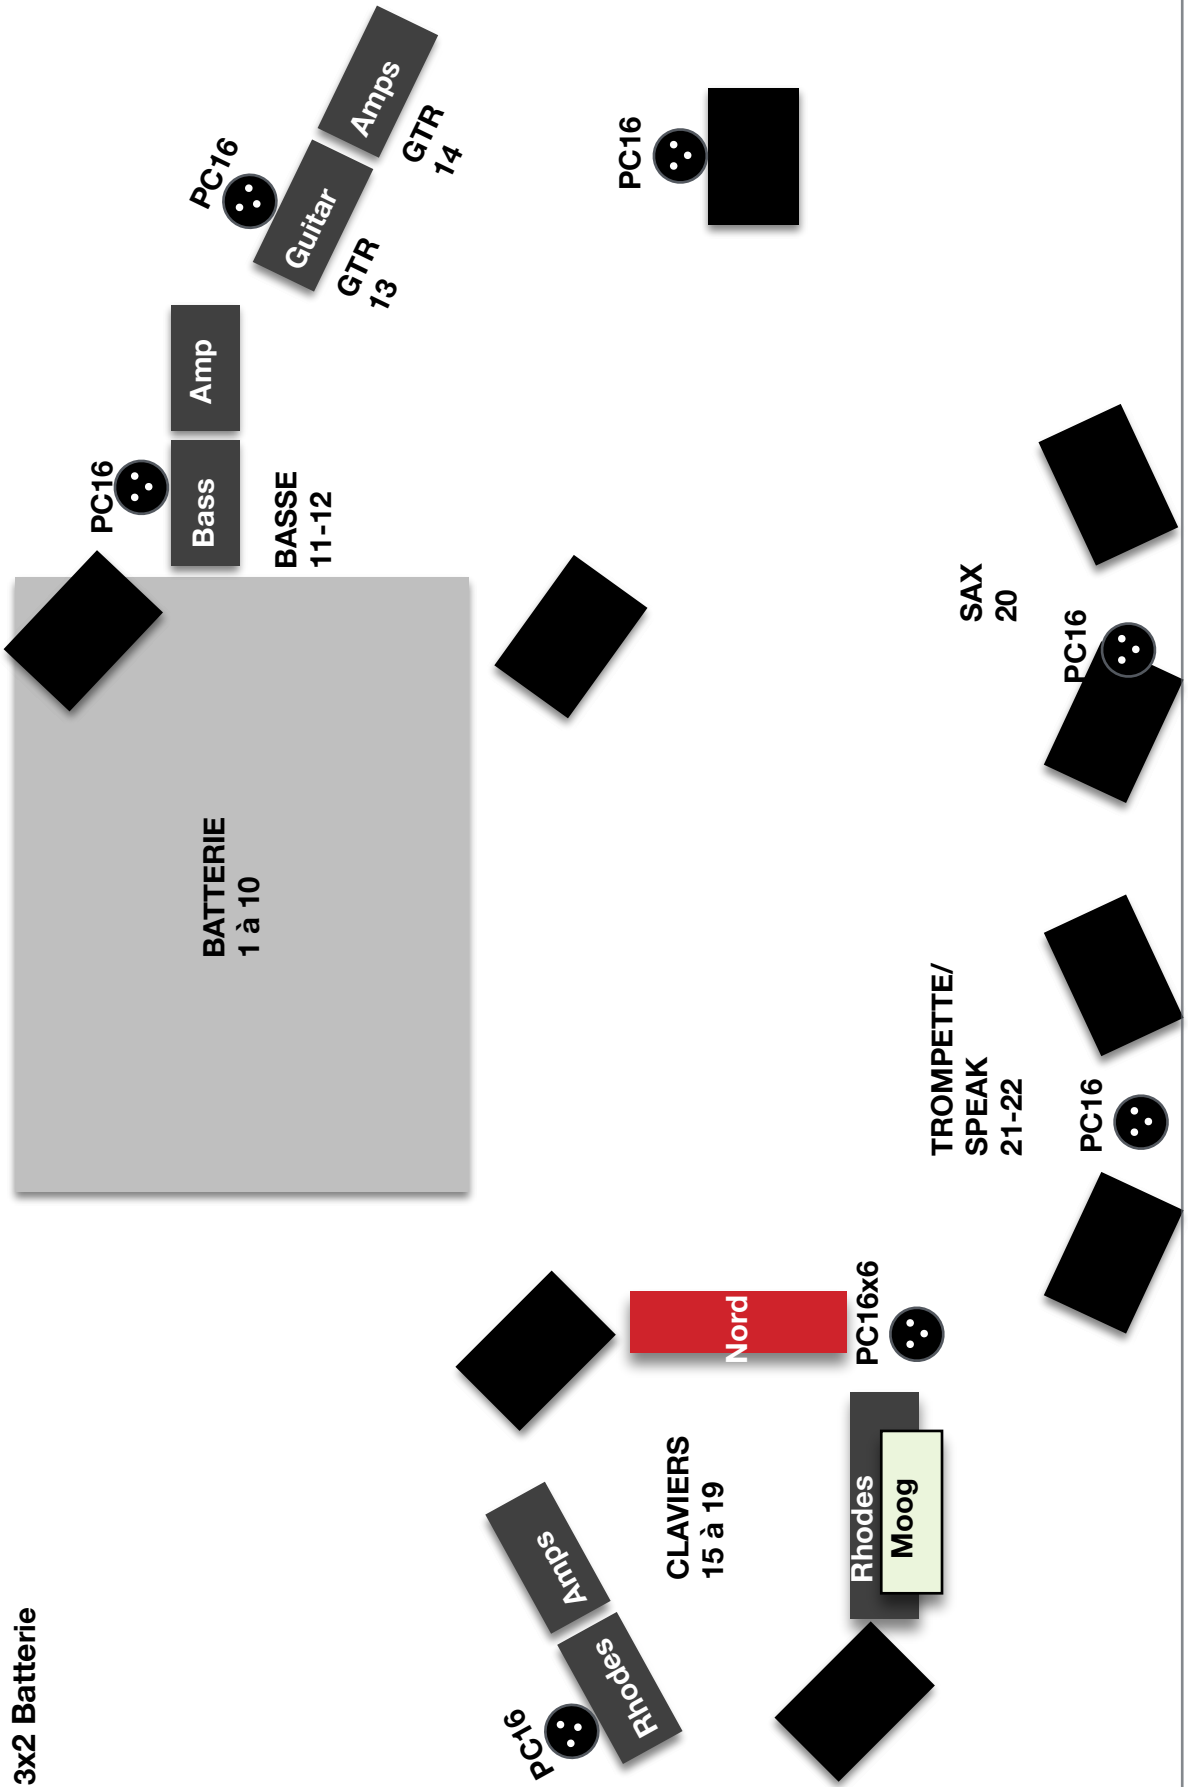 3x2 Batterie
PC16
Rhodes
Amps
CLAVIERS
15 à 19
Rhodes
Moog
Nord
PC16x6
BATTERIE
1 à 10
TROMPETTE/
SPEAK
21-22
PC16
SAX
20
PC16
PC16
Bass
Amp
BASSE
11-12
PC16
Guitar
Amps
GTR
13
GTR
14
PC16